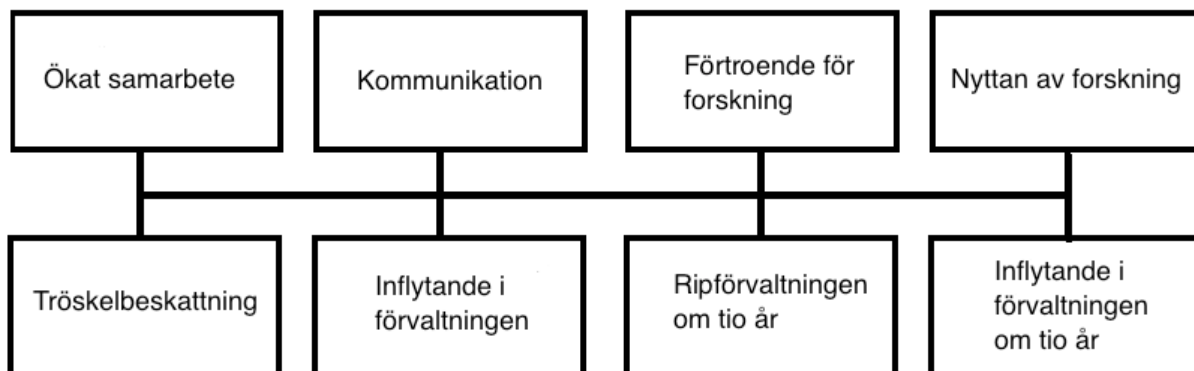 Ökat samarbete
Kommunikation
Förtroende för
forskning
Nyttan av forskning
Tröskelbeskattning
Inflytande i
förvaltningen
Ripförvaltningen
om tio år
Inflytande i
förvaltningen
om tio år